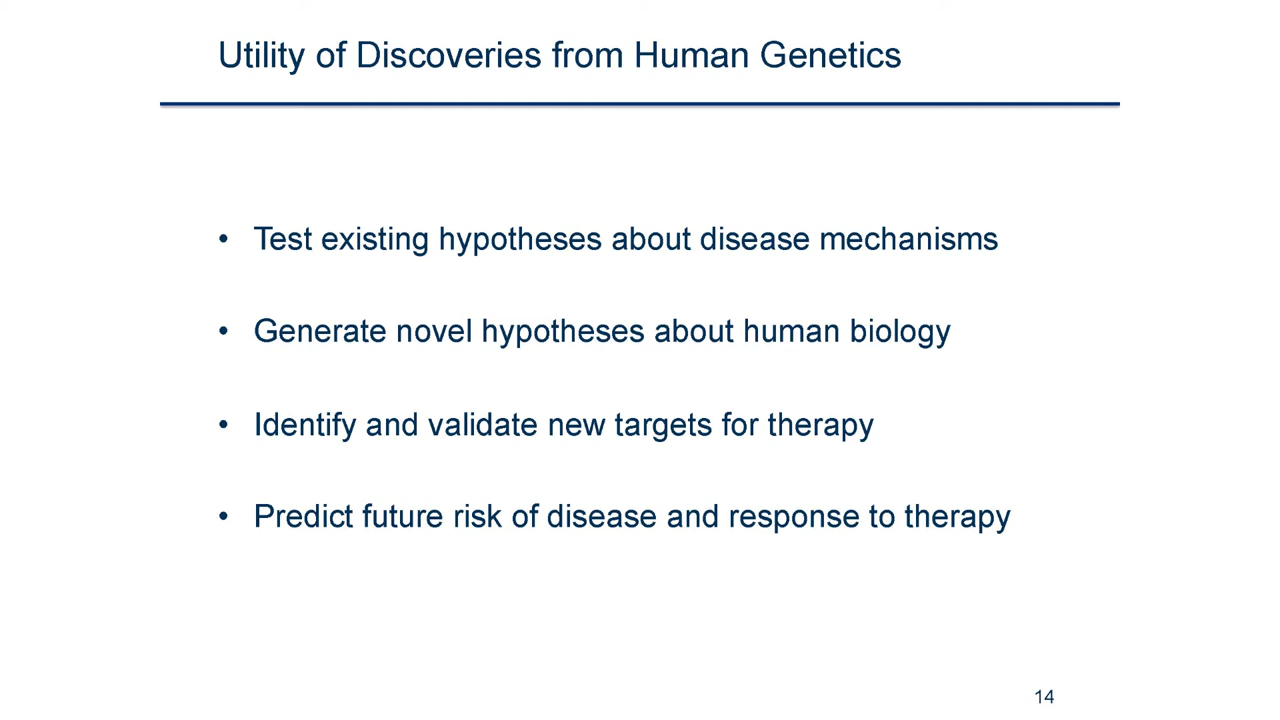 Utility of Discoveries from Human Genetics
• Test existing hypotheses about disease mechanisms
• Generate novel hypotheses about human biology
• Identify and validate new targets for therapy
• Predict future risk of disease and response to therapy
14